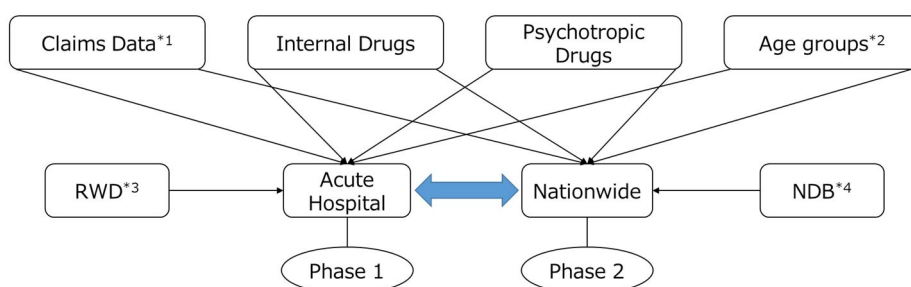 Claims Data*1
Internal Drugs
Psychotropic
Drugs
Age groups*2
RWD*3
Acute
Hospital
Nationwide
NDB*4
Phase 1
Phase 2